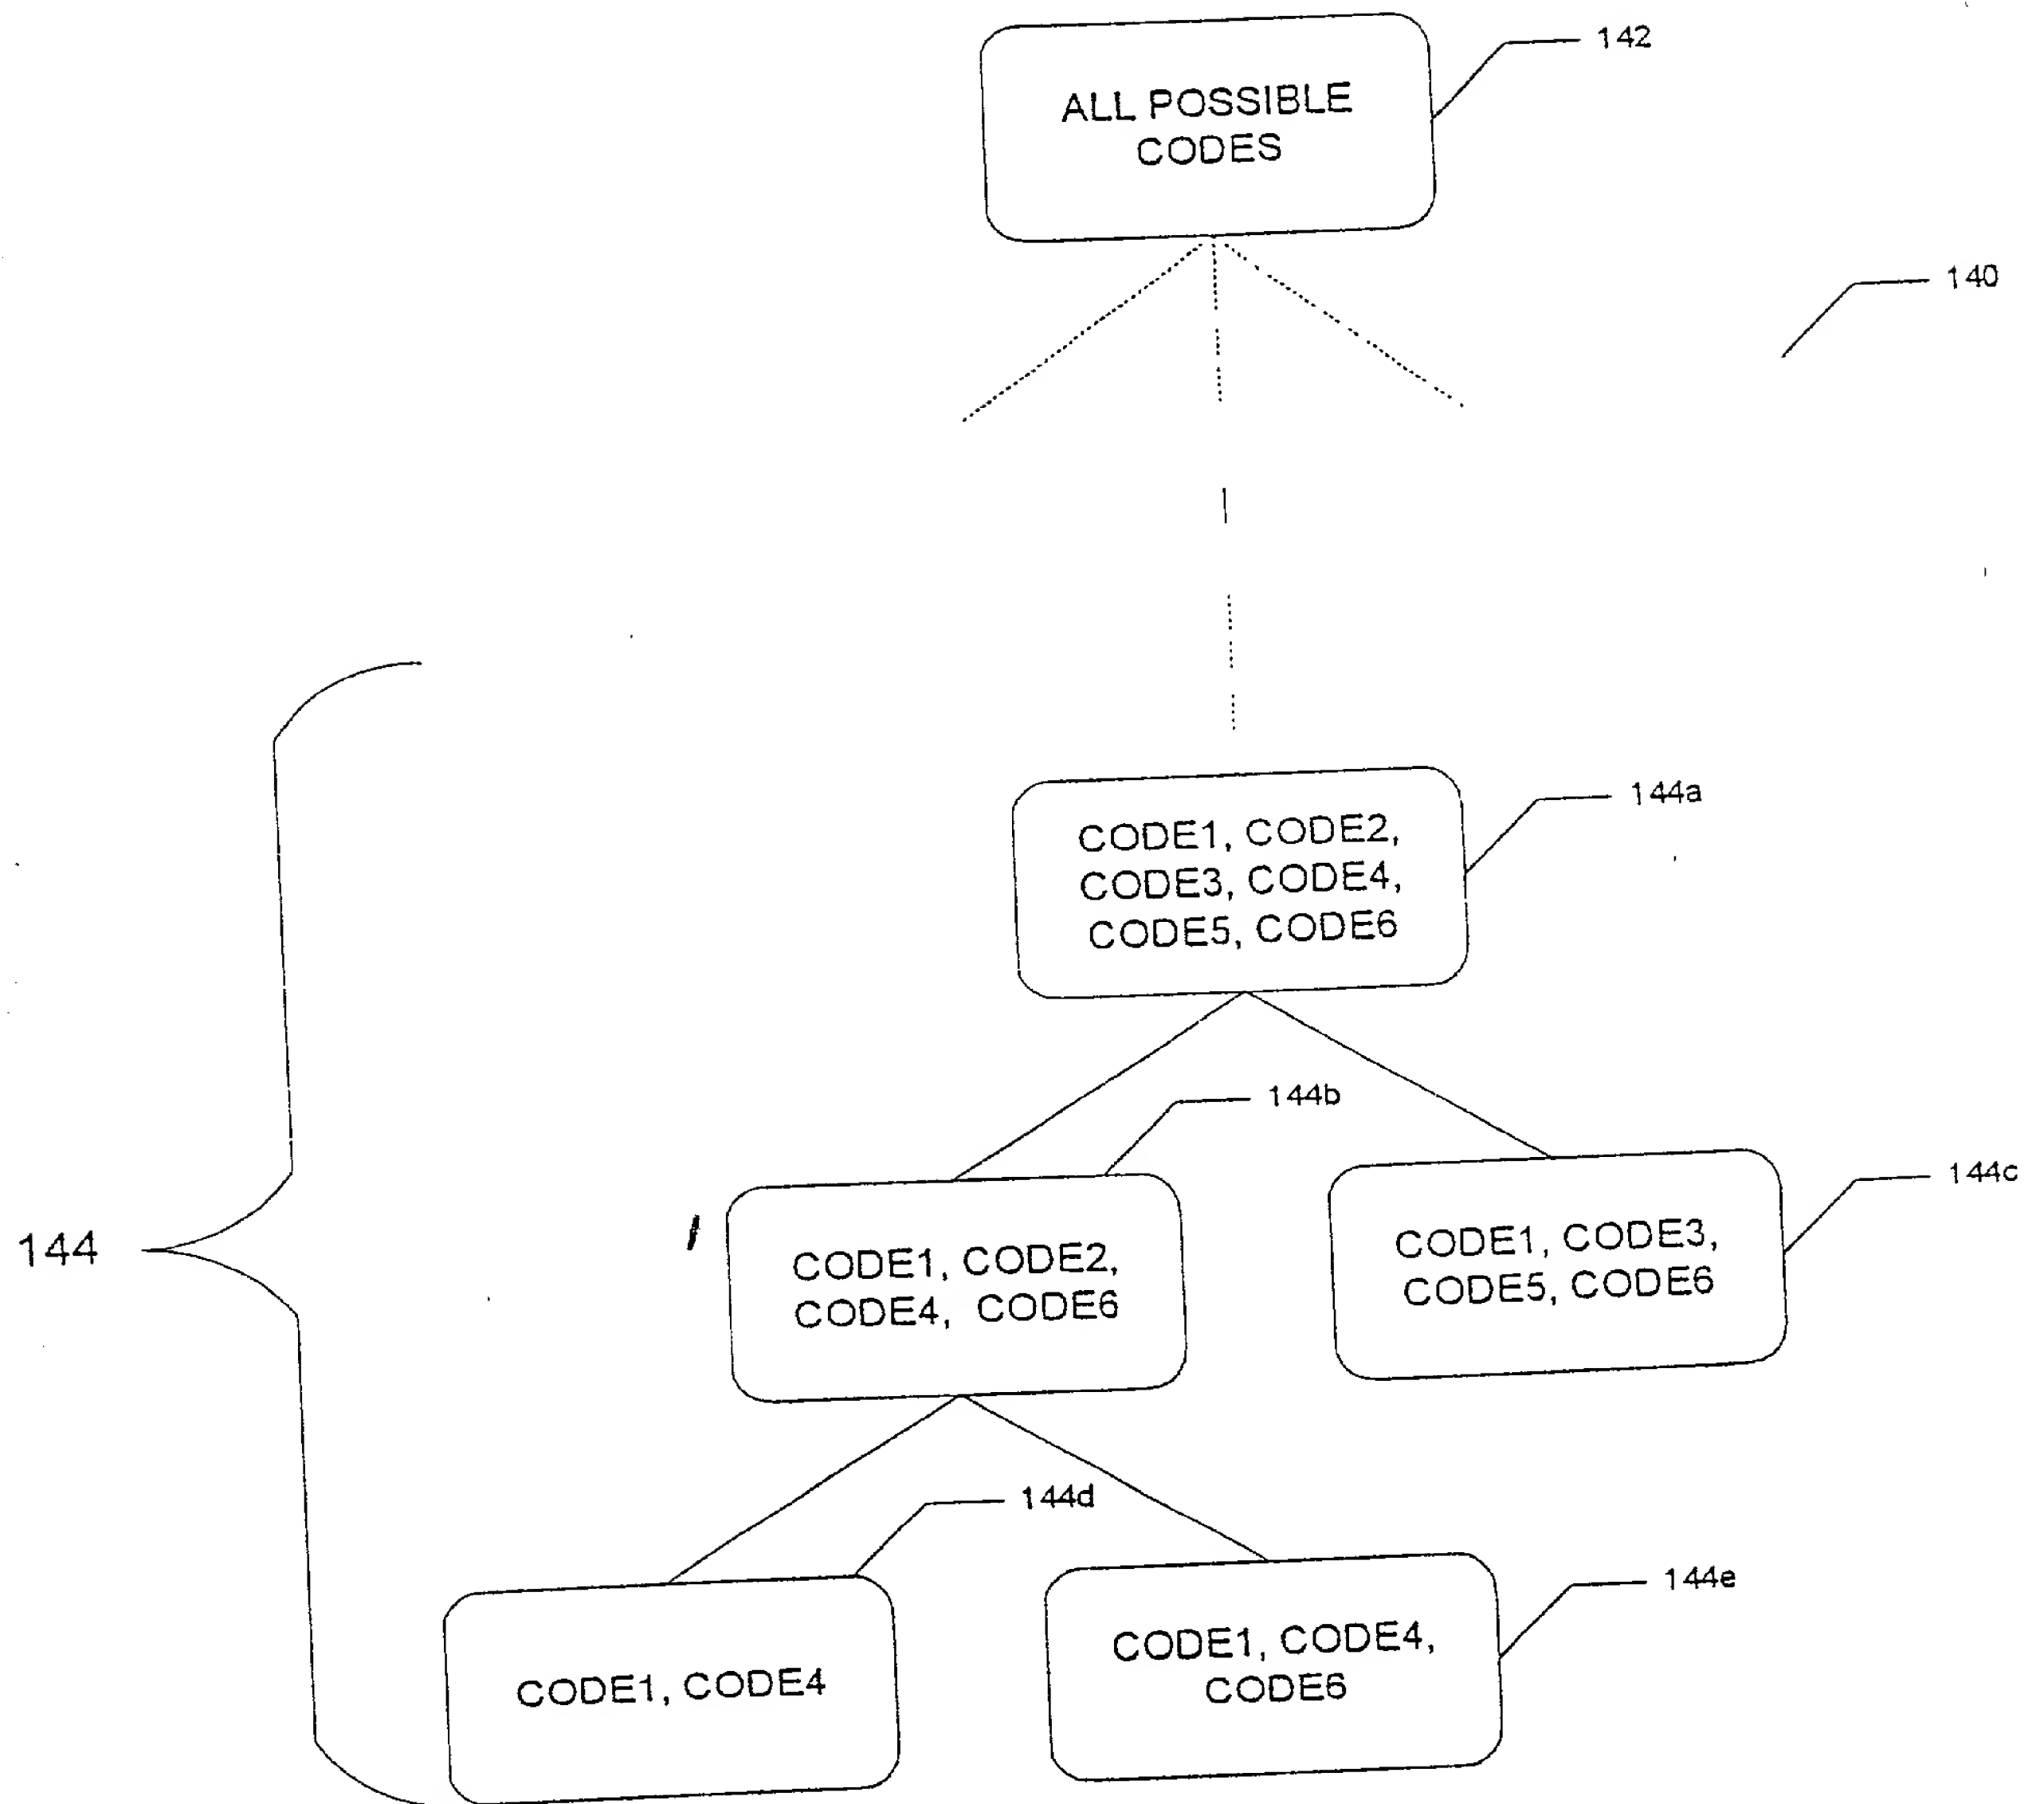 142
ALL POSSIBLE
CODES
140
144a
CODE1, CODE2,
CODE3, CODE4,
CODE5, CODE6
144b
144c
144
CODE1, CODE2,
CODE4, CODE6
CODE1, CODE3,
CODE5, CODE6
144d
144e
CODE1, CODE4
CODE1, CODE4,
CODE6